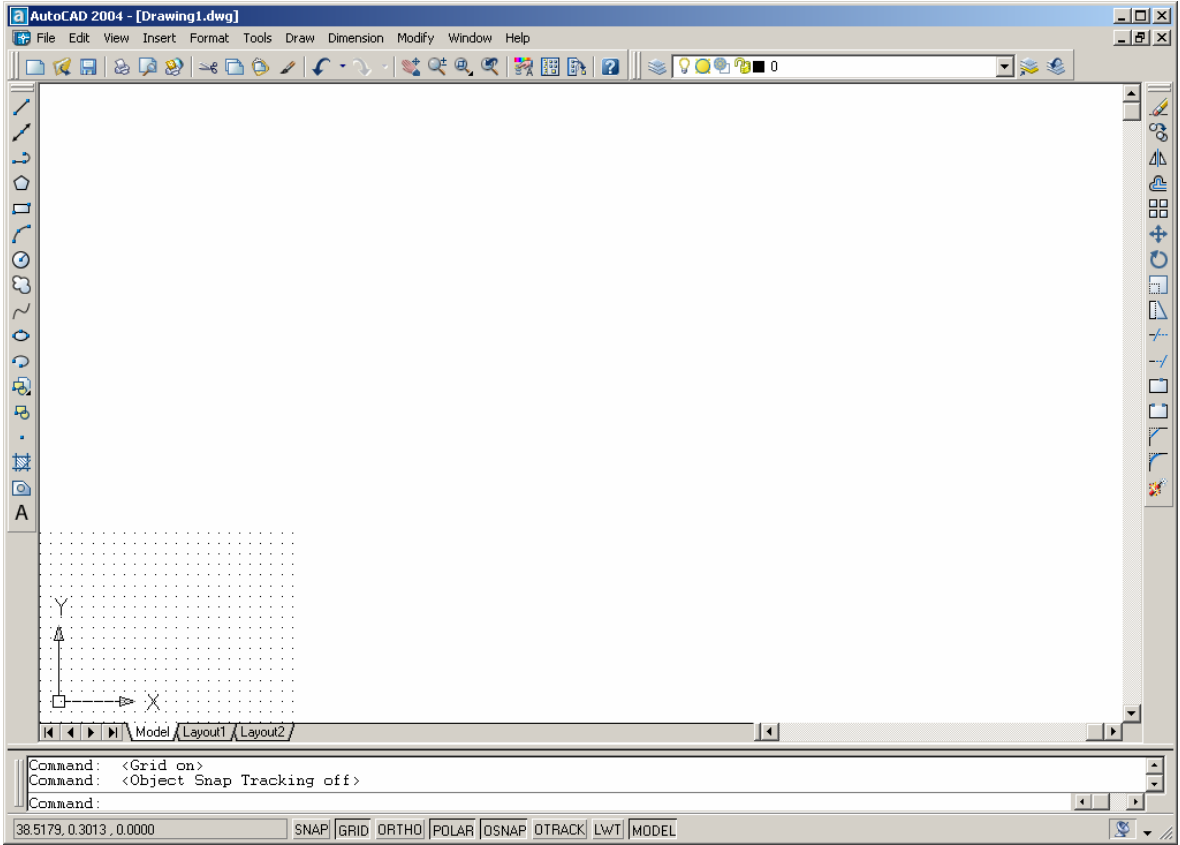 AutoCAD 2004 - [Drawing1.dwg]
File Edit View Insert Format Tools Draw Dimension Modify Window Help
0
A
Y
X
Model Layout1 Layout2
Command: <Grid on>
Command: <Object Snap Tracking off>
Command:
38.5179, 0.3013 , 0.0000 SNAP GRID ORTHO POLAR OSNAP OTRACK LWT MODEL